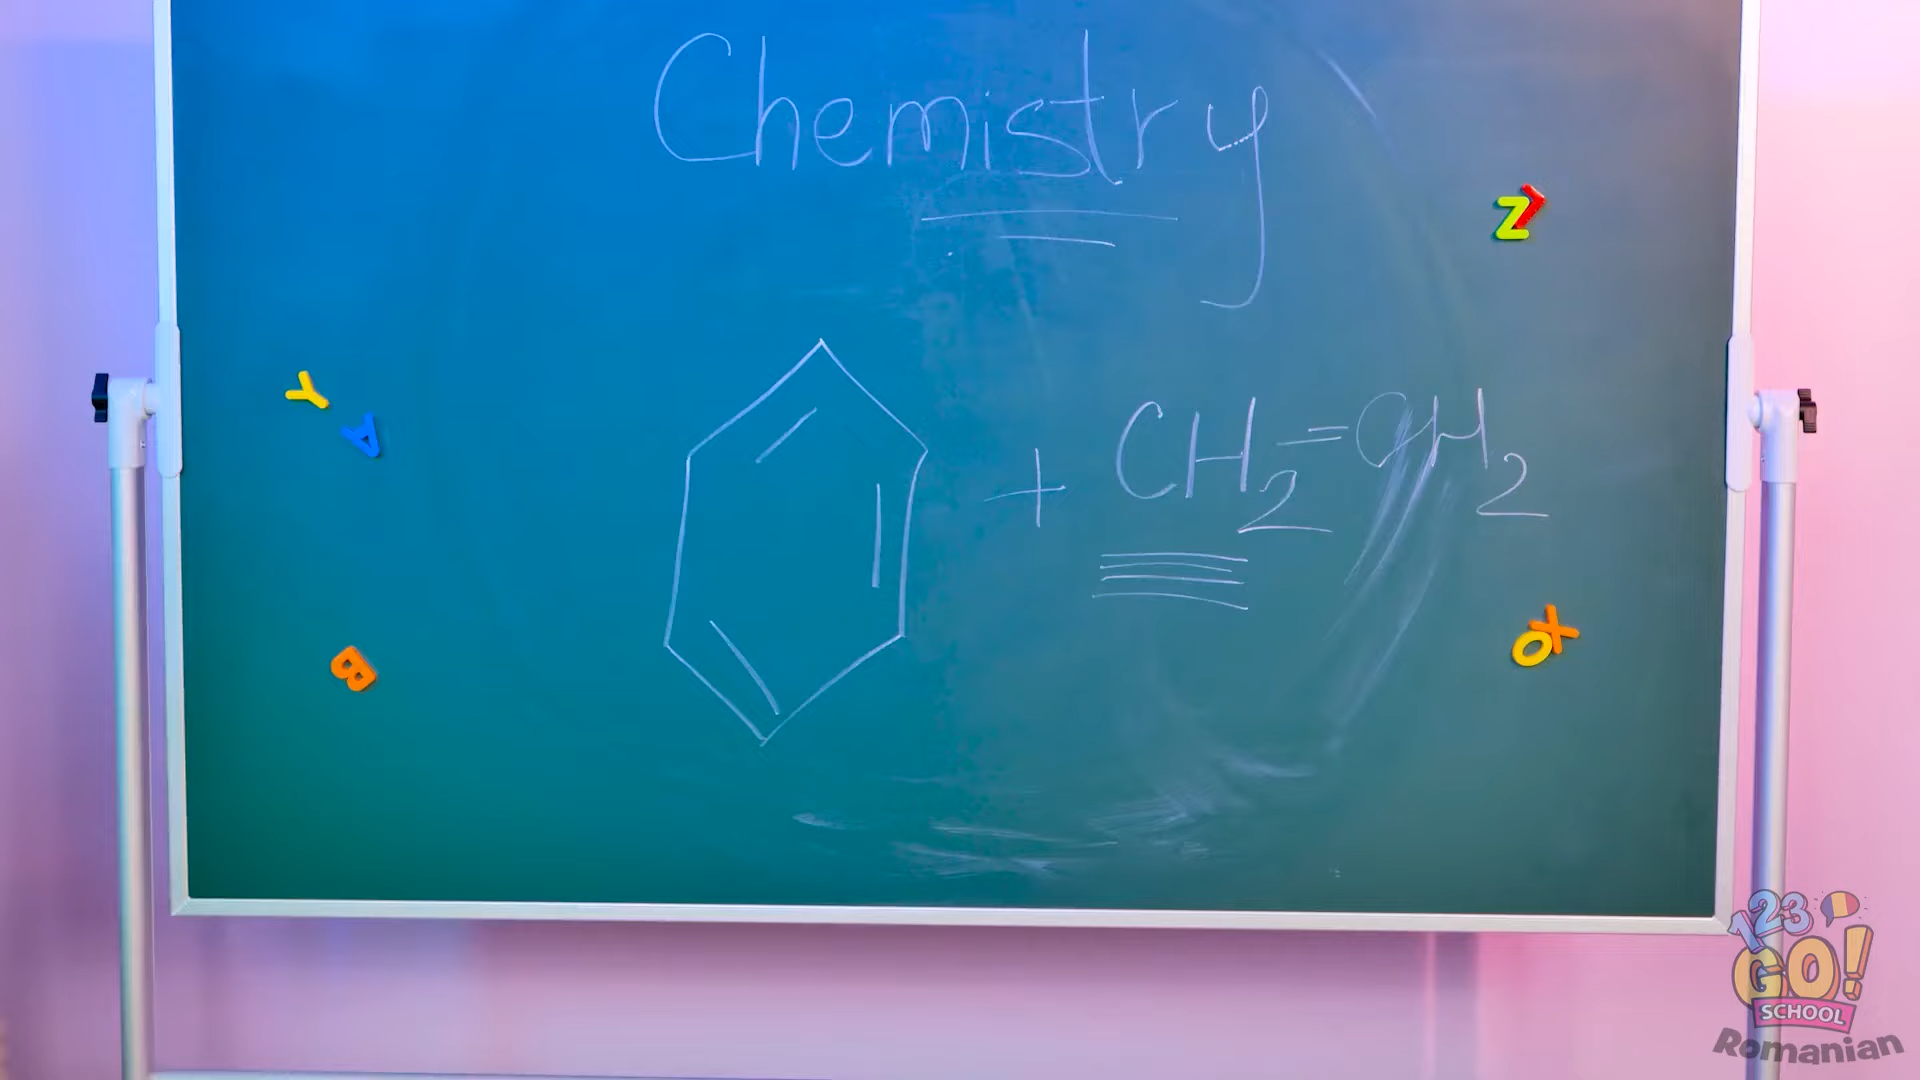 Chemistry
+ CH2=CH2
Z
Y
A
B
X
O
123
GO!
SCHOOL
Romanian